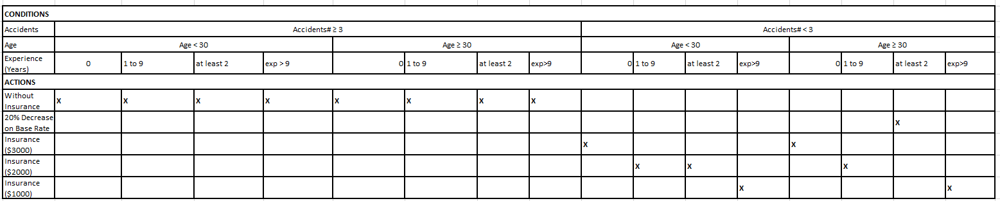 CONDITIONS
Accidents Accidents# ≥ 3 Accidents# < 3
Age Age < 30 Age ≥ 30 Age < 30 Age ≥ 30
Experience
(Years) 0 1 to 9 at least 2 exp > 9 0 1 to 9 at least 2 exp>9 0 1 to 9 at least 2 exp>9 0 1 to 9 at least 2 exp>9
ACTIONS
Without
Insurance X X X X X X X X
20% Decrease
on Base Rate X
Insurance
($3000) X X
Insurance
($2000) X X X
Insurance
($1000) X X